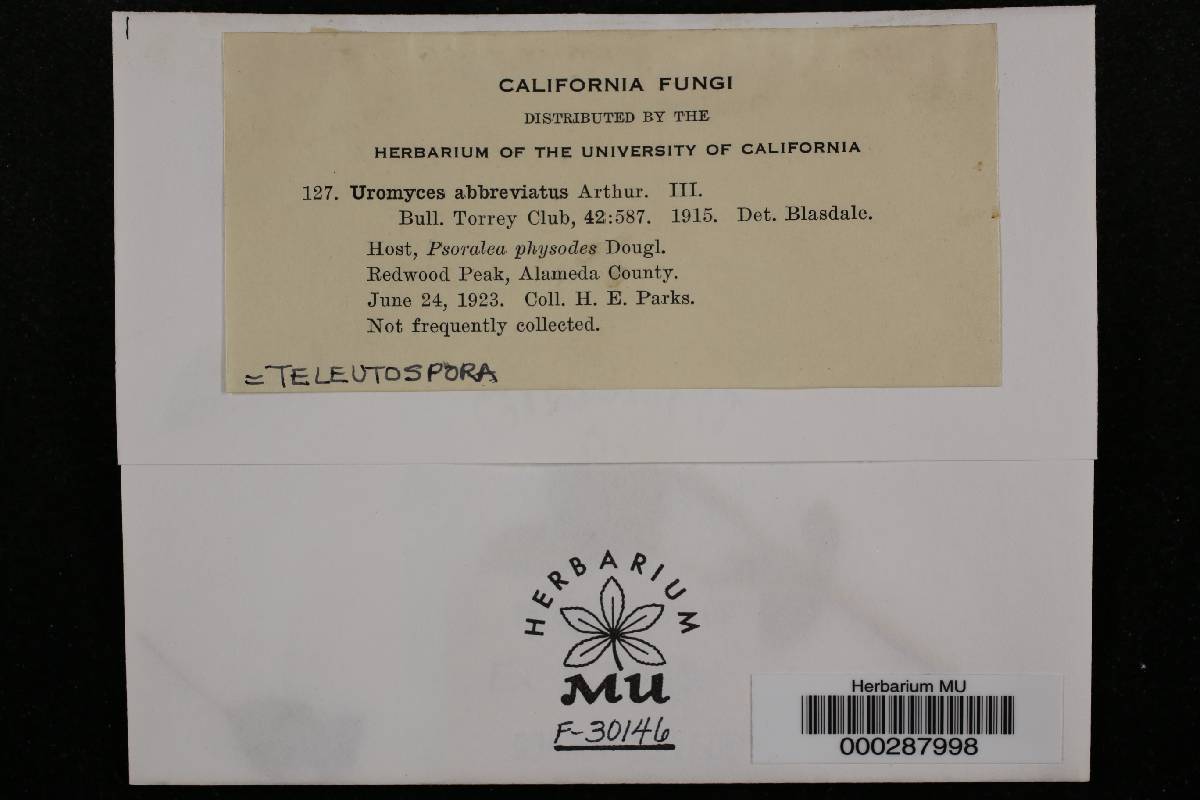 CALIFORNIA FUNGI
DISTRIBUTED BY THE
HERBARIUM OF THE UNIVERSITY OF CALIFORNIA
127. Uromyces abbreviatus Arthur. III.
Bull. Torrey Club, 42:587. 1915. Det. Blasdale.
Host, Psoralea physodes Dougl.
Redwood Peak, Alameda County.
June 24, 1923. Coll. H. E. Parks.
Not frequently collected.
=TELEUTOSPORA
HERBARIUM
MU
F-30146
Herbarium MU
000287998